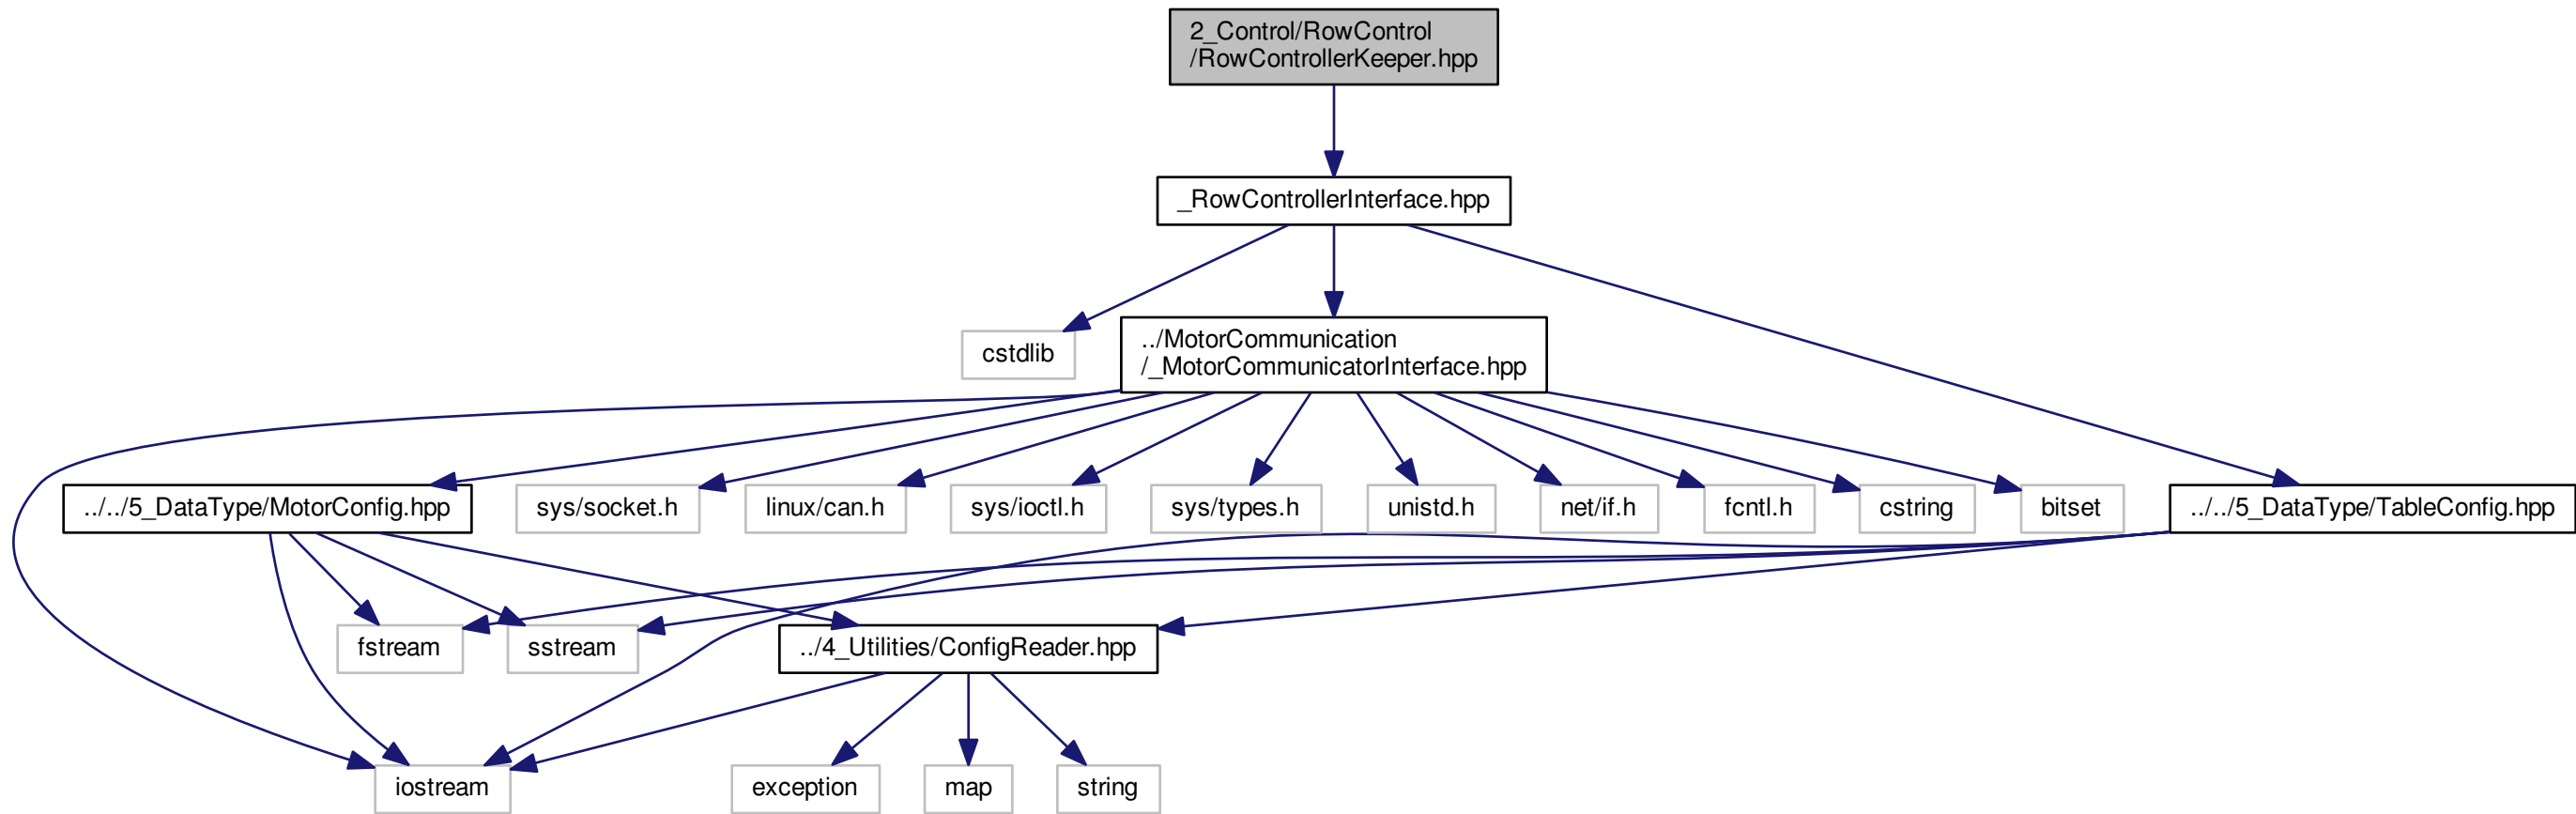 2_Control/RowControl
/RowControllerKeeper.hpp
_RowControllerInterface.hpp
cstdlib
../MotorCommunication
/_MotorCommunicatorInterface.hpp
../../5_DataType/MotorConfig.hpp
sys/socket.h
linux/can.h
sys/ioctl.h
sys/types.h
unistd.h
net/if.h
fcntl.h
cstring
bitset
../../5_DataType/TableConfig.hpp
fstream
sstream
../4_Utilities/ConfigReader.hpp
iostream
exception
map
string